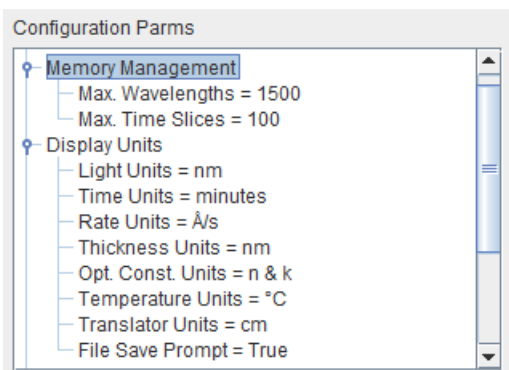 Configuration Parms
Memory Management
Max. Wavelengths = 1500
Max. Time Slices = 100
Display Units
Light Units = nm
Time Units = minutes
Rate Units = Å/s
Thickness Units = nm
Opt. Const. Units = n & k
Temperature Units = °C
Translator Units = cm
File Save Prompt = True